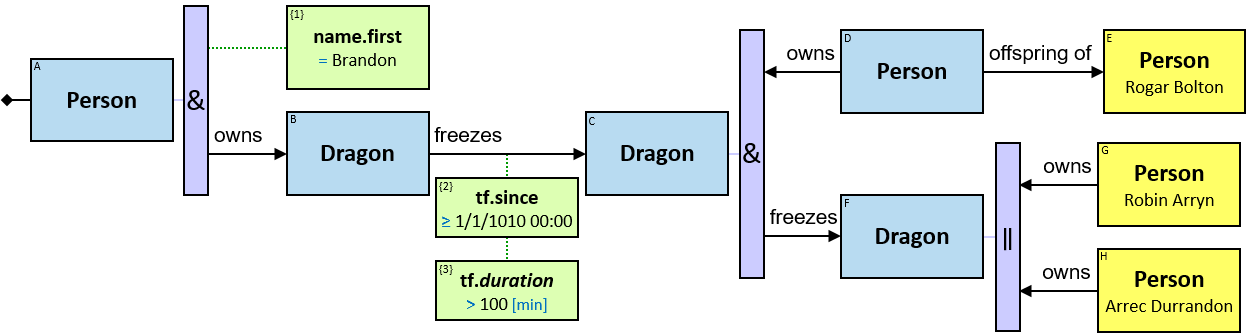 A
Person
&
{1}
name.first
= Brandon
owns
B
Dragon
freezes
{2}
tf.since
≥ 1/1/1010 00:00
{3}
tf.duration
> 100 [min]
C
Dragon
&
owns
D
Person
offspring of
E
Person
Rogar Bolton
freezes
F
Dragon
||
owns
G
Person
Robin Arryn
owns
H
Person
Arrec Durrandon